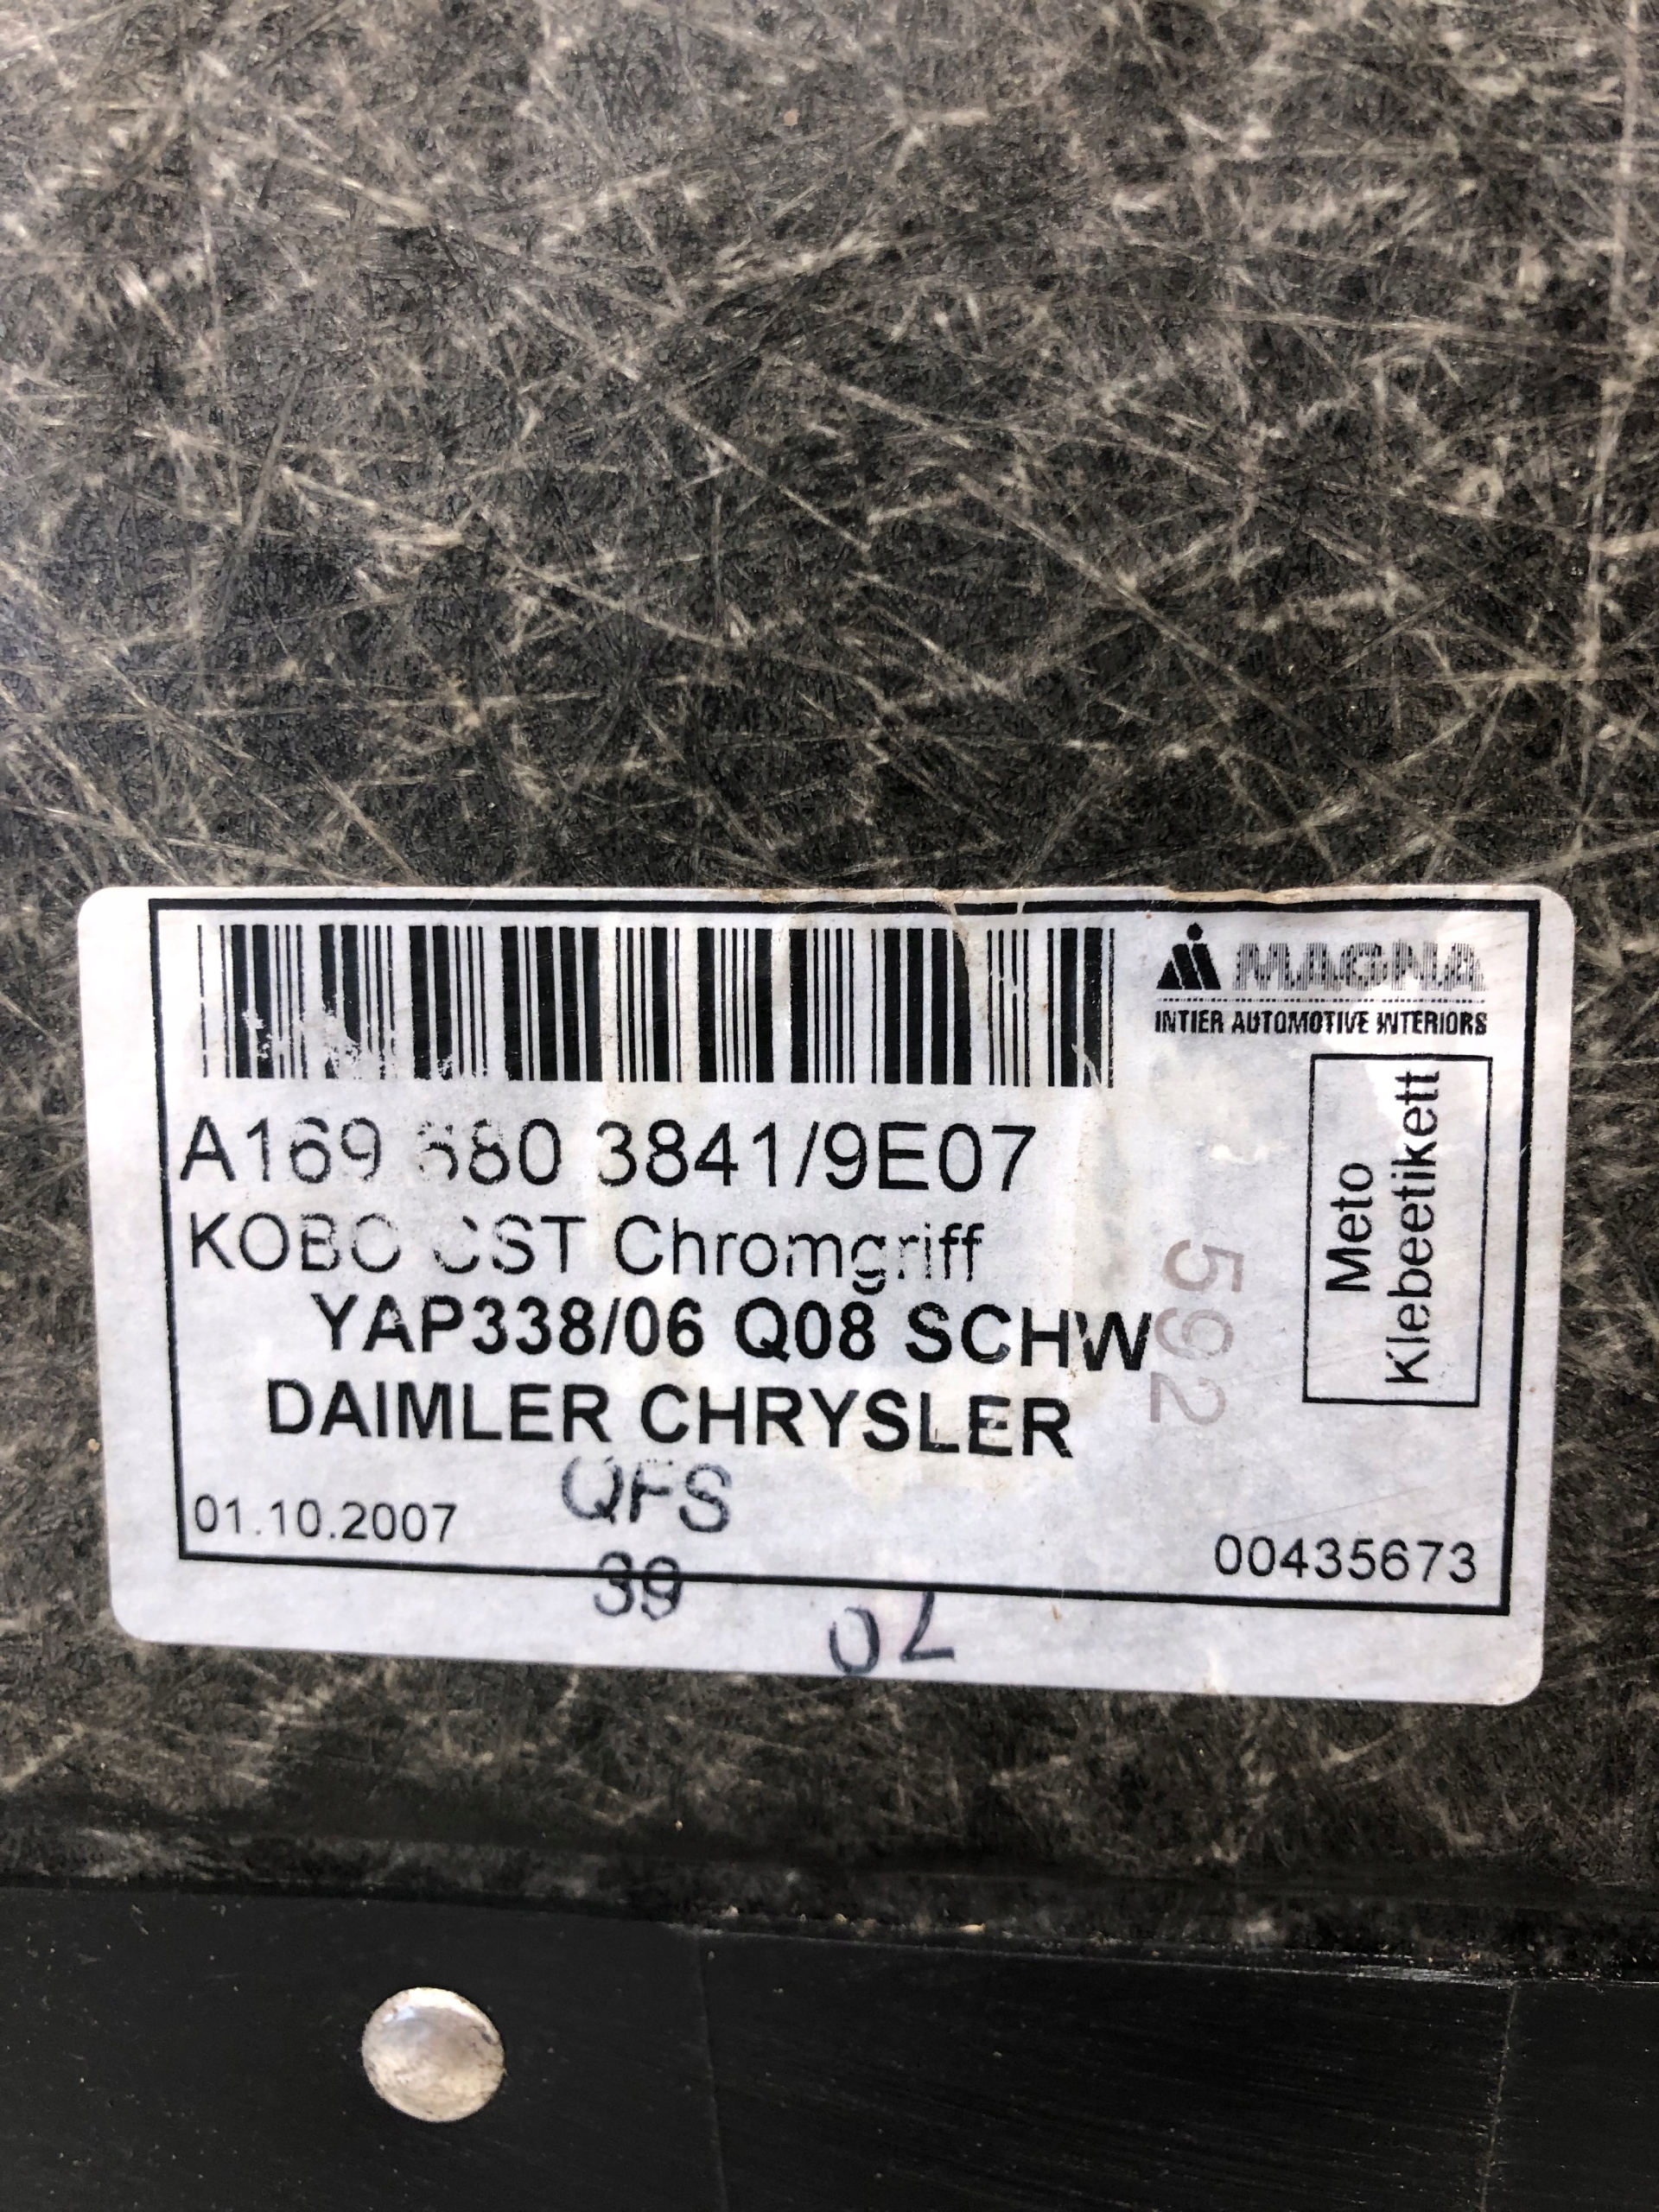 MAGNA
INTIER AUTOMOTIVE INTERIORS
A169 680 3841/9E07
KOBO CST Chromgriff
YAP338/06 Q08 SCHW
DAIMLER CHRYSLER
QFS
01.10.2007
39
00435673
07
592
Meto
Klebeetikett